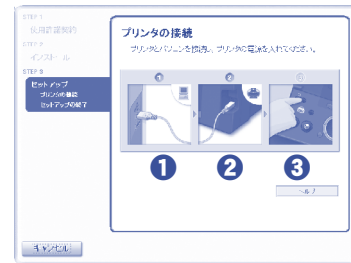 STEP 1
使用許諾契約
STEP 2
インストール
STEP 3
セットアップ
プリンタの接続
セットアップの終了
プリンタの接続
プリンタとパソコンを接続し、プリンタの電源を入れてください。
1
2
3
1
2
3
ヘルプ
キャンセル